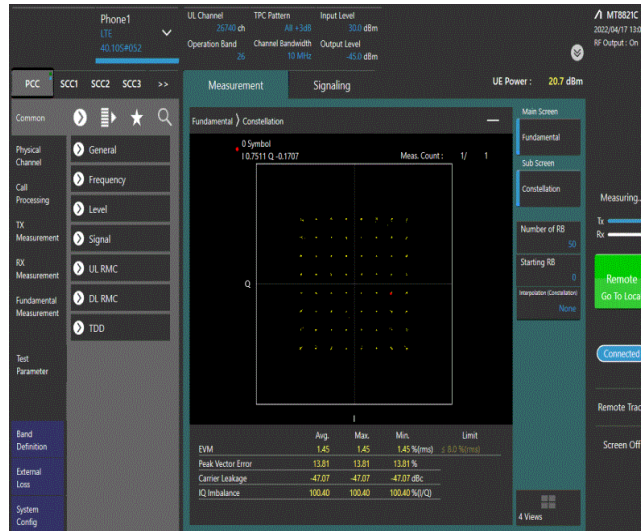 Phone1
LTE
40.105#052
UL Channel
26740 ch
TPC Pattern
Alt +3dB
Input Level
30.0 dBm
Operation Band
26
Channel Bandwidth
10 MHz
Output Level
-45.0 dBm
MT8821C
2022/04/17 13:0
RF Output : On
PCC
SCC1
SCC2
SCC3
>>
Measurement
Signaling
UE Power : 20.7 dBm
Common
Physical
Channel
Call
Processing
TX
Measurement
RX
Measurement
Fundamental
Measurement
Test
Parameter
Band
Definition
External
Loss
System
Config
General
Frequency
Level
Signal
UL RMC
DL RMC
TDD
Fundamental 〉 Constellation
0 Symbol
I 0.7511 Q -0.1707
Meas. Count : 1/ 1
Q
I
Avg. Max. Min. Limit
EVM 1.45 1.45 1.45 %(rms) ≤ 8.0 %(rms)
Peak Vector Error 13.81 13.81 13.81 %
Carrier Leakage -47.07 -47.07 -47.07 dBc
IQ Imbalance 100.40 100.40 100.40 %(I/Q)
Main Screen
Fundamental
Sub Screen
Constellation
Number of RB
50
Starting RB
0
Interpolation (Constellation)
None
4 Views
Measuring..
Tx
Rx
Remote
Go To Loca
Connected
Remote Trac
Screen Off